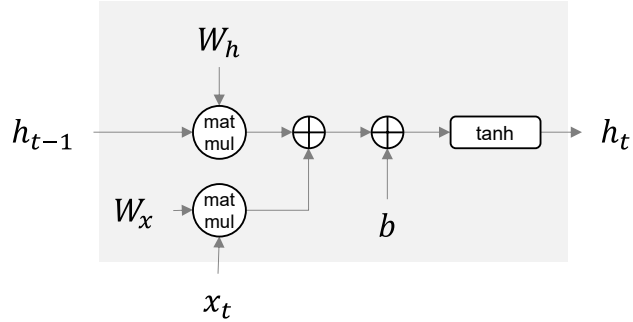 W_h
h_{t-1}
mat
mul
tanh
h_t
W_x
mat
mul
b
x_t